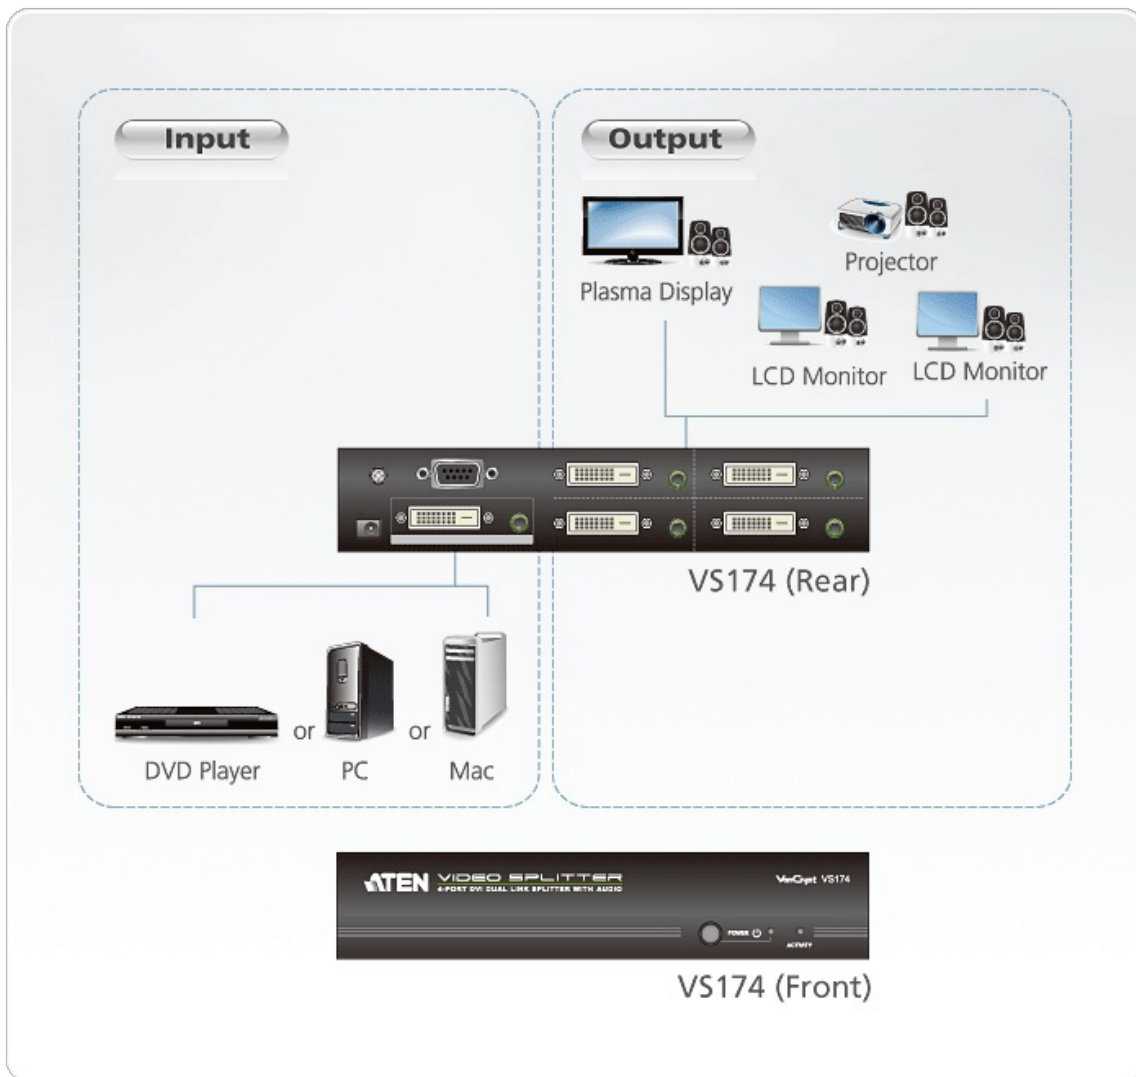 Input
Output
Plasma Display
Projector
LCD Monitor
LCD Monitor
VS174 (Rear)
DVD Player
or
PC
or
Mac
ATEN VIDEO SPLITTER
4-PORT DVI DUAL LINK SPLITTER WITH AUDIO
VanCryst VS174
POWER
ACTIVITY
VS174 (Front)